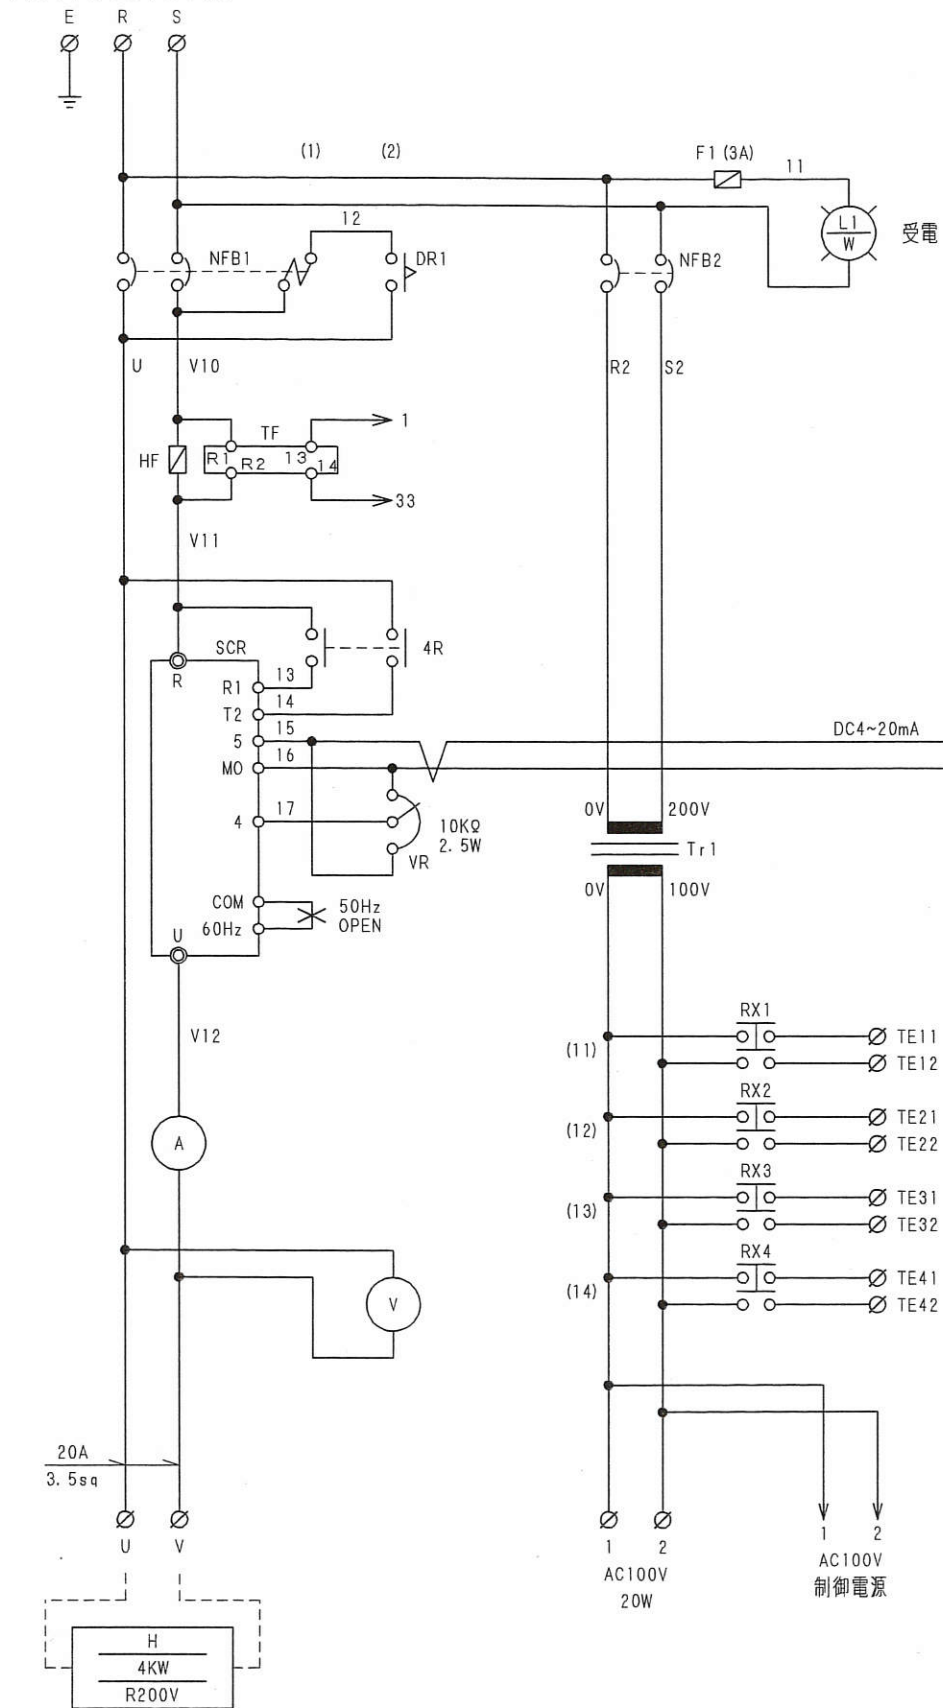 E R S
(1) (2) F1(3A) 11
12
L1
W
受電
NFB1 DR1 NFB2
U V10 R2 S2
TF 1
HF R1 R2 13 14
33
V11
SCR 4R
R
R1 13
T2 14
5 15 DC4~20mA
MO 16
4 17
10KΩ
2.5W
VR
0V 200V
Tr1
0V 100V
COM 50Hz
60Hz OPEN
U
V12
RX1
(11) TE11
TE12
RX2
(12) TE21
TE22
A
RX3
(13) TE31
TE32
RX4
(14) TE41
TE42
V
20A
3.5sq
U V 1 2 1 2
AC100V
20W
AC100V
制御電源
H
4KW
R200V